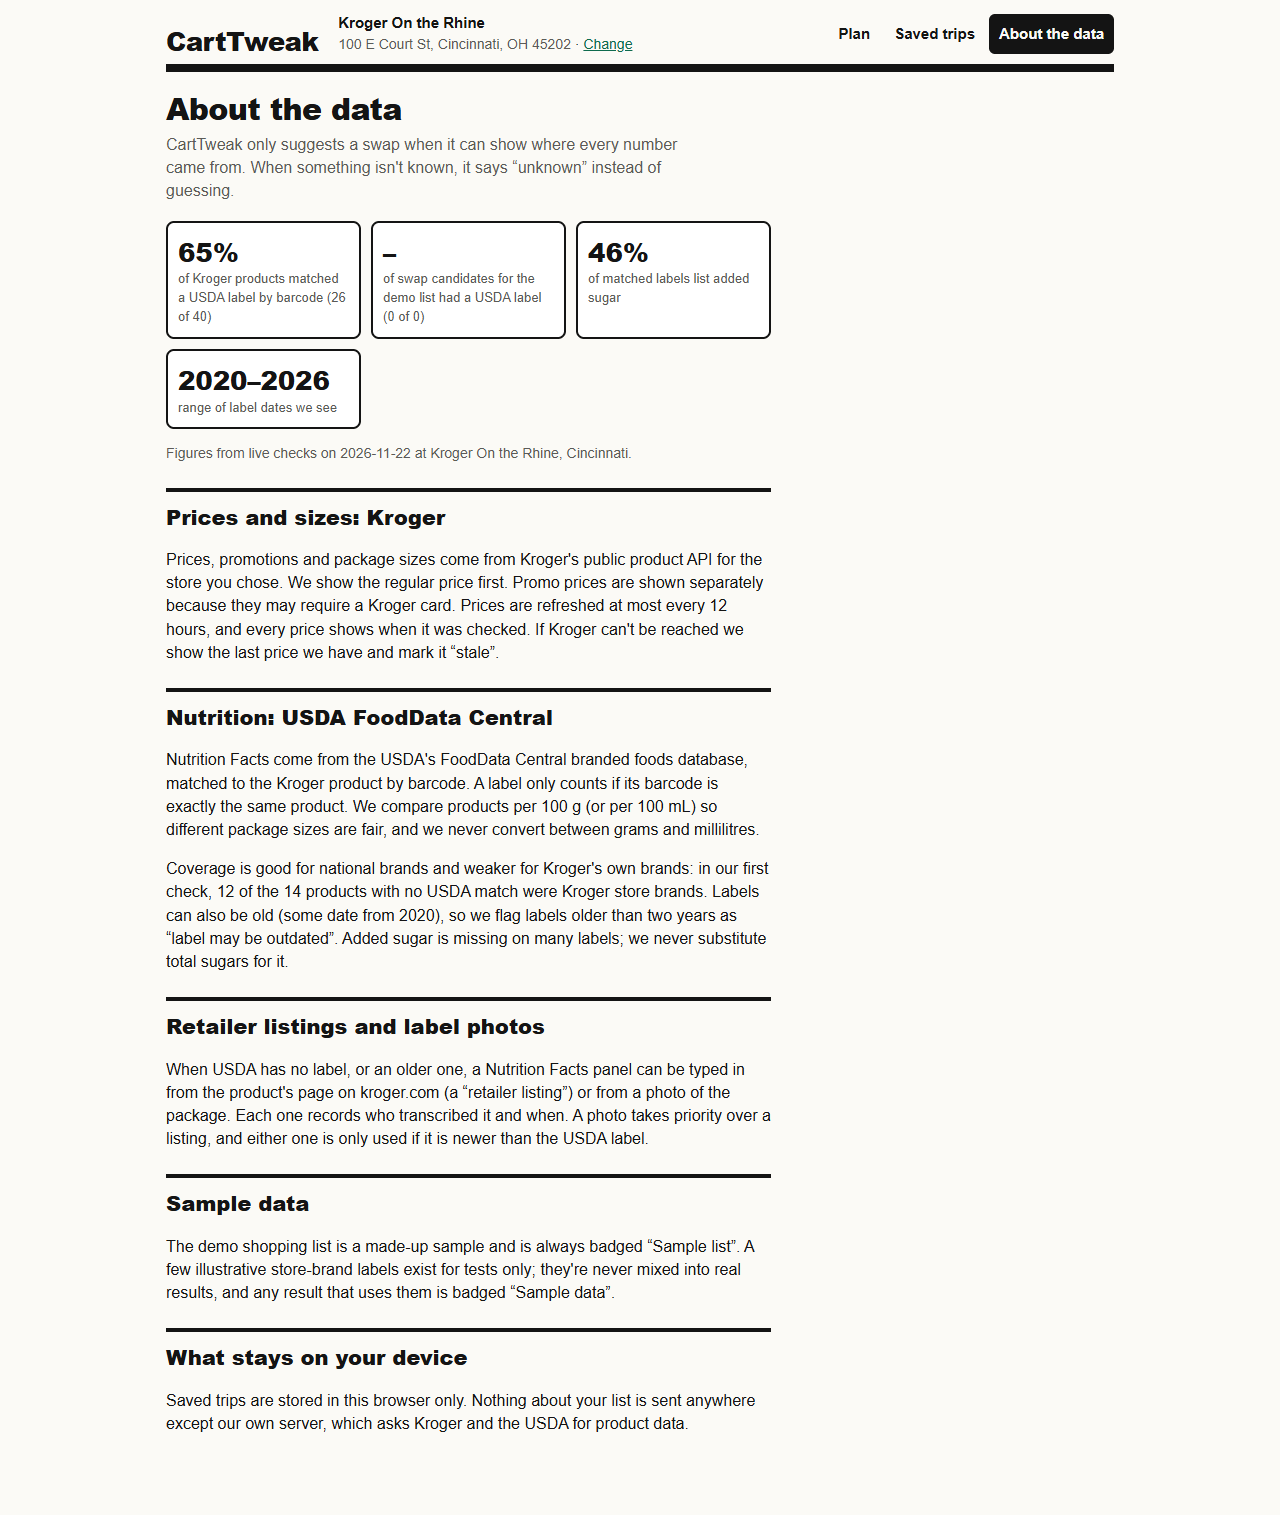 CartTweak
Kroger On the Rhine
100 E Court St, Cincinnati, OH 45202 · Change
Plan
Saved trips
About the data
About the data
CartTweak only suggests a swap when it can show where every number
came from. When something isn't known, it says “unknown” instead of
guessing.
65%
of Kroger products matched
a USDA label by barcode (26
of 40)
–
of swap candidates for the
demo list had a USDA label
(0 of 0)
46%
of matched labels list added
sugar
2020–2026
range of label dates we see
Figures from live checks on 2026-11-22 at Kroger On the Rhine, Cincinnati.
Prices and sizes: Kroger
Prices, promotions and package sizes come from Kroger's public product API for the
store you chose. We show the regular price first. Promo prices are shown separately
because they may require a Kroger card. Prices are refreshed at most every 12
hours, and every price shows when it was checked. If Kroger can't be reached we
show the last price we have and mark it “stale”.
Nutrition: USDA FoodData Central
Nutrition Facts come from the USDA's FoodData Central branded foods database,
matched to the Kroger product by barcode. A label only counts if its barcode is
exactly the same product. We compare products per 100 g (or per 100 mL) so
different package sizes are fair, and we never convert between grams and millilitres.
Coverage is good for national brands and weaker for Kroger's own brands: in our first
check, 12 of the 14 products with no USDA match were Kroger store brands. Labels
can also be old (some date from 2020), so we flag labels older than two years as
“label may be outdated”. Added sugar is missing on many labels; we never substitute
total sugars for it.
Retailer listings and label photos
When USDA has no label, or an older one, a Nutrition Facts panel can be typed in
from the product's page on kroger.com (a “retailer listing”) or from a photo of the
package. Each one records who transcribed it and when. A photo takes priority over a
listing, and either one is only used if it is newer than the USDA label.
Sample data
The demo shopping list is a made-up sample and is always badged “Sample list”. A
few illustrative store-brand labels exist for tests only; they're never mixed into real
results, and any result that uses them is badged “Sample data”.
What stays on your device
Saved trips are stored in this browser only. Nothing about your list is sent anywhere
except our own server, which asks Kroger and the USDA for product data.